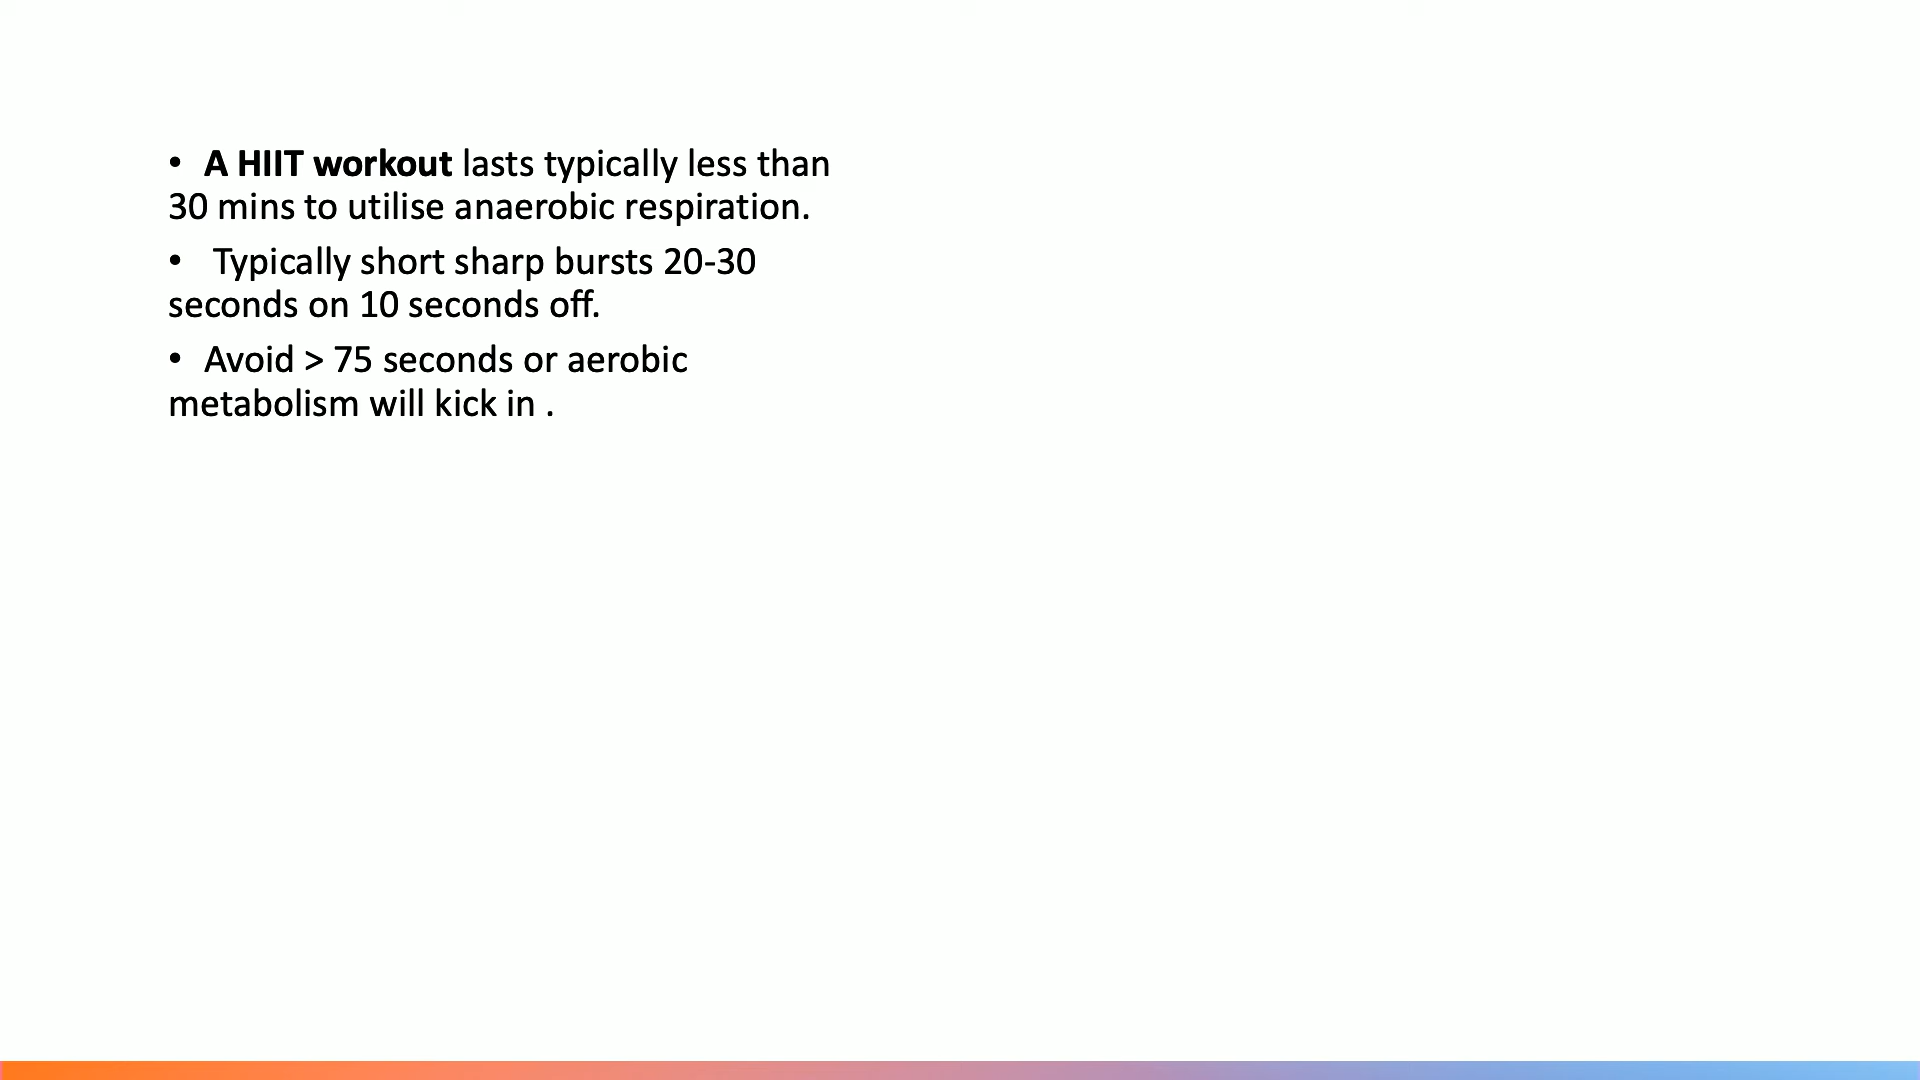 • A HIIT workout lasts typically less than
30 mins to utilise anaerobic respiration.
• Typically short sharp bursts 20-30
seconds on 10 seconds off.
• Avoid > 75 seconds or aerobic
metabolism will kick in .